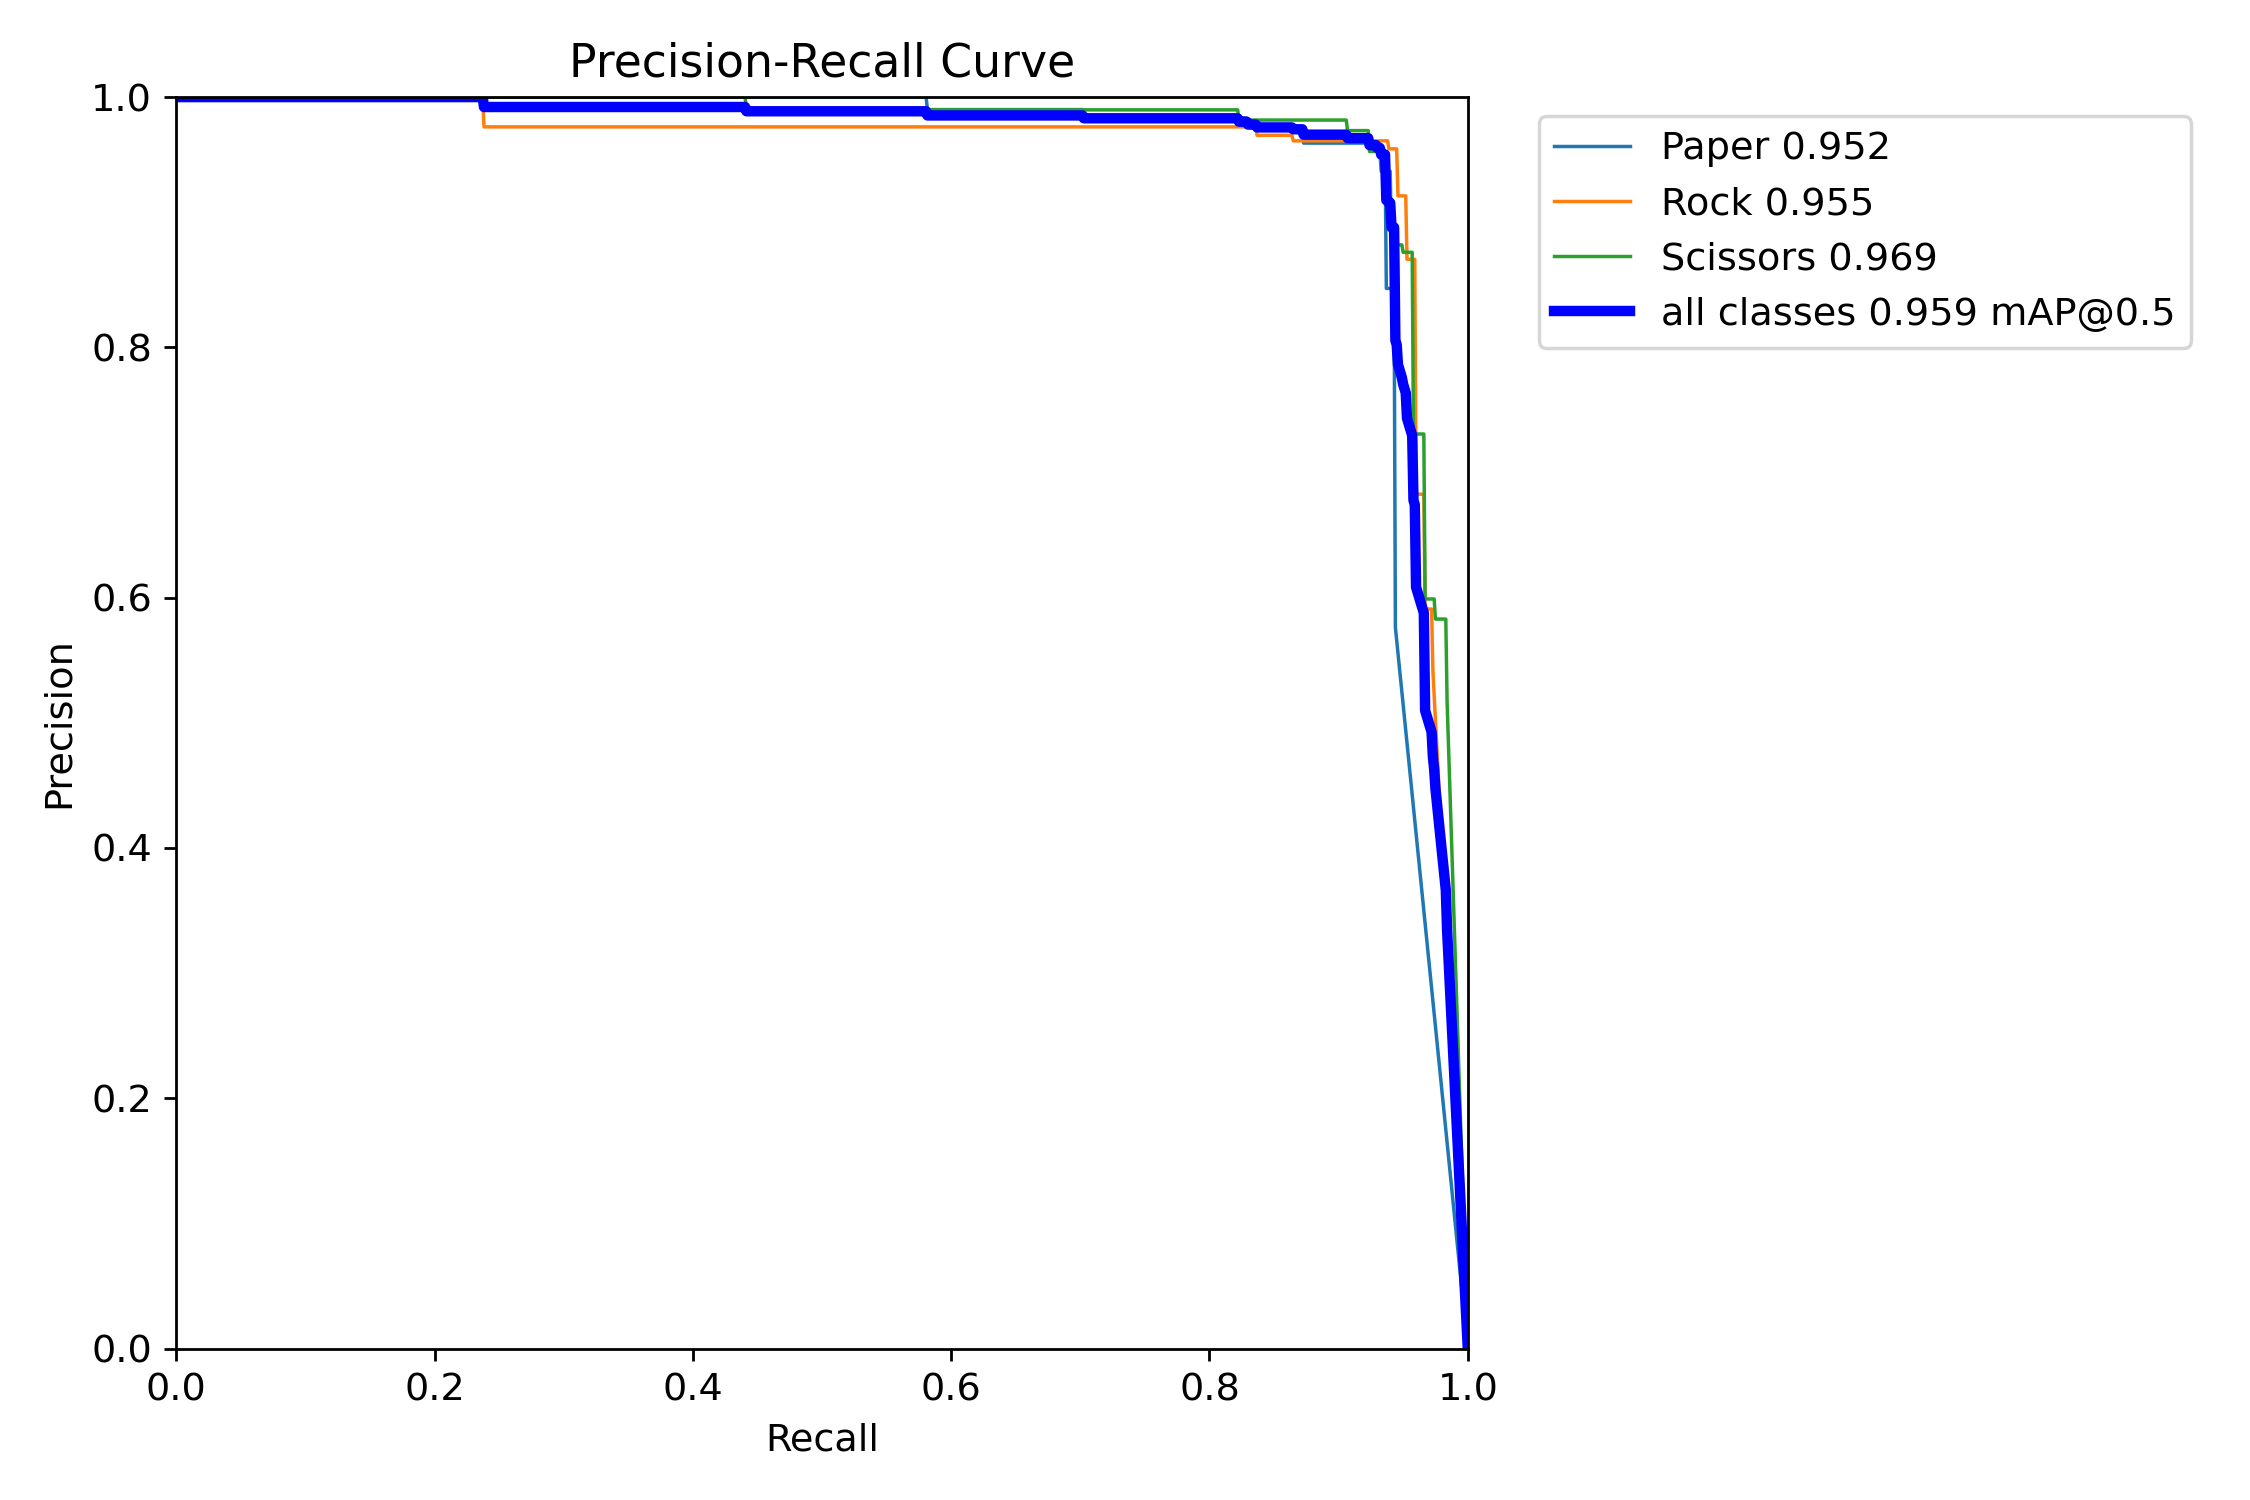 Precision-Recall Curve
1.0
0.8
0.6
0.4
0.2
0.0
Precision
0.0 0.2 0.4 0.6 0.8 1.0
Recall
Paper 0.952
Rock 0.955
Scissors 0.969
all classes 0.959 mAP@0.5